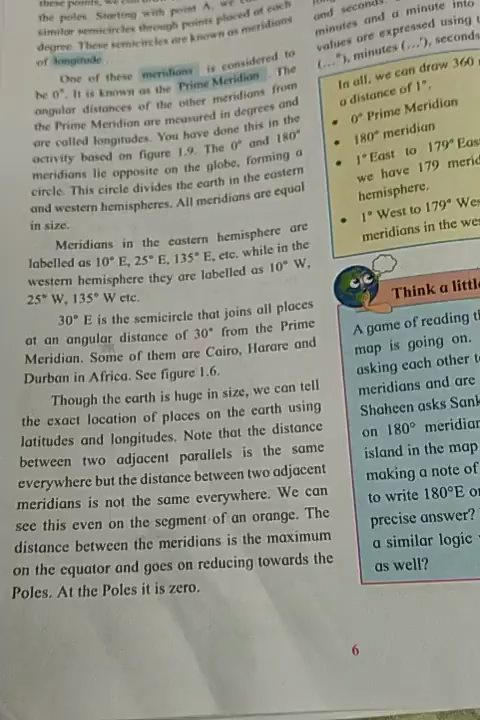 these points, we can
the poles. Starting with point A, we c
similar semicircles through points placed at each
degree. These semicircles are known as meridians
of longitude.
One of these meridians is considered to
be 0°. It is known as the Prime Meridian. The
angular distances of the other meridians from
the Prime Meridian are measured in degrees and
are called longitudes. You have done this in the
activity based on figure 1.9. The 0° and 180°
meridians lie opposite on the globe, forming a
circle. This circle divides the earth in the eastern
and western hemispheres. All meridians are equal
in size.
Meridians in the eastern hemisphere are
labelled as 10° E, 25° E, 135° E, etc. while in the
western hemisphere they are labelled as 10° W,
25° W, 135° W etc.
30° E is the semicircle that joins all places
at an angular distance of 30° from the Prime
Meridian. Some of them are Cairo, Harare and
Durban in Africa. See figure 1.6.
Though the earth is huge in size, we can tell
the exact location of places on the earth using
latitudes and longitudes. Note that the distance
between two adjacent parallels is the same
everywhere but the distance between two adjacent
meridians is not the same everywhere. We can
see this even on the segment of an orange. The
distance between the meridians is the maximum
on the equator and goes on reducing towards the
Poles. At the Poles it is zero.
and seconds.
minutes and a minute into
values are expressed using
(...°), minutes (...'), seconds
In all, we can draw 360
a distance of 1°.
• 0° Prime Meridian
• 180° meridian
• 1° East to 179° Eas
we have 179 merid
hemisphere.
• 1° West to 179° We
meridians in the we
Think a littl
A game of reading t
map is going on.
asking each other t
meridians and are
Shaheen asks Sank
on 180° meridian
island in the map
making a note of
to write 180°E o
precise answer?
a similar logic
as well?
6